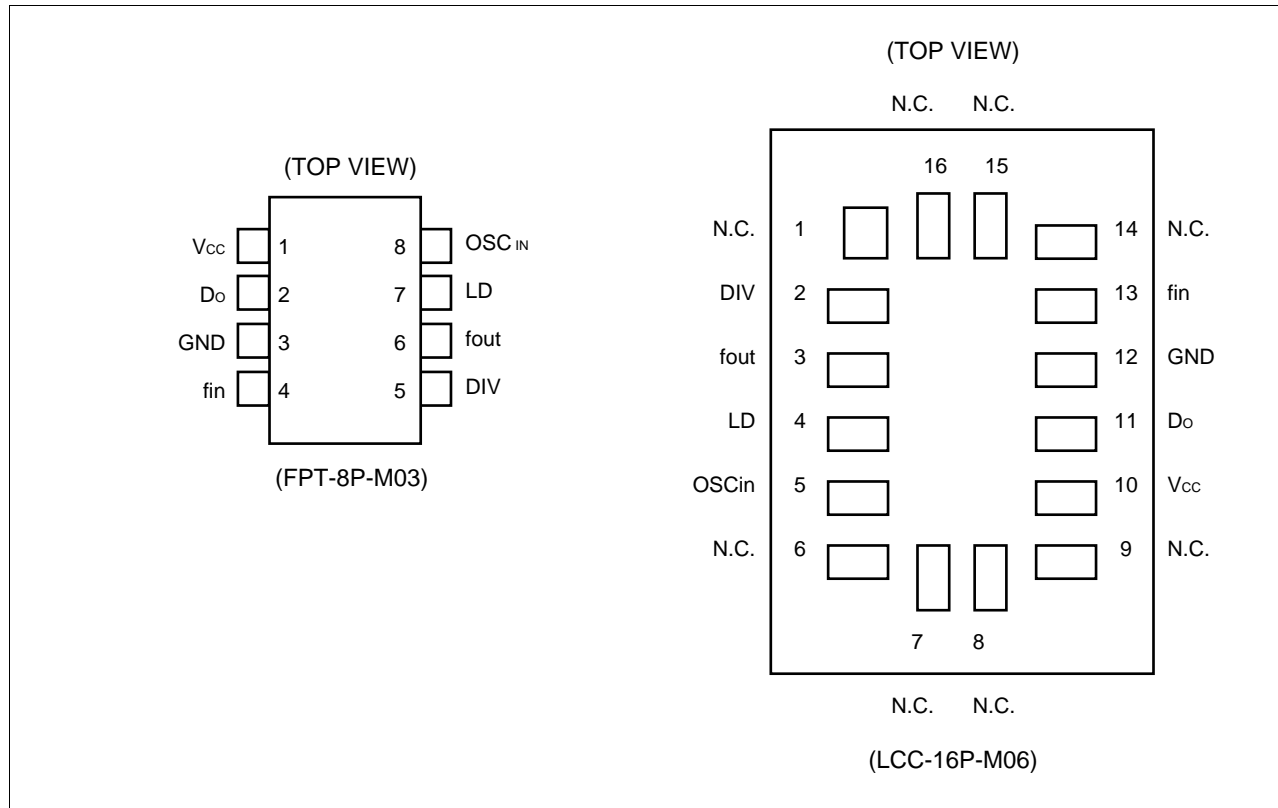 (TOP VIEW)
Vcc 1 8 OSC IN
Do 2 7 LD
GND 3 6 fout
fin 4 5 DIV
(FPT-8P-M03)
(TOP VIEW)
N.C. N.C.
16 15
N.C. 1 14 N.C.
DIV 2 13 fin
fout 3 12 GND
LD 4 11 Do
OSCin 5 10 Vcc
N.C. 6 9 N.C.
7 8
N.C. N.C.
(LCC-16P-M06)